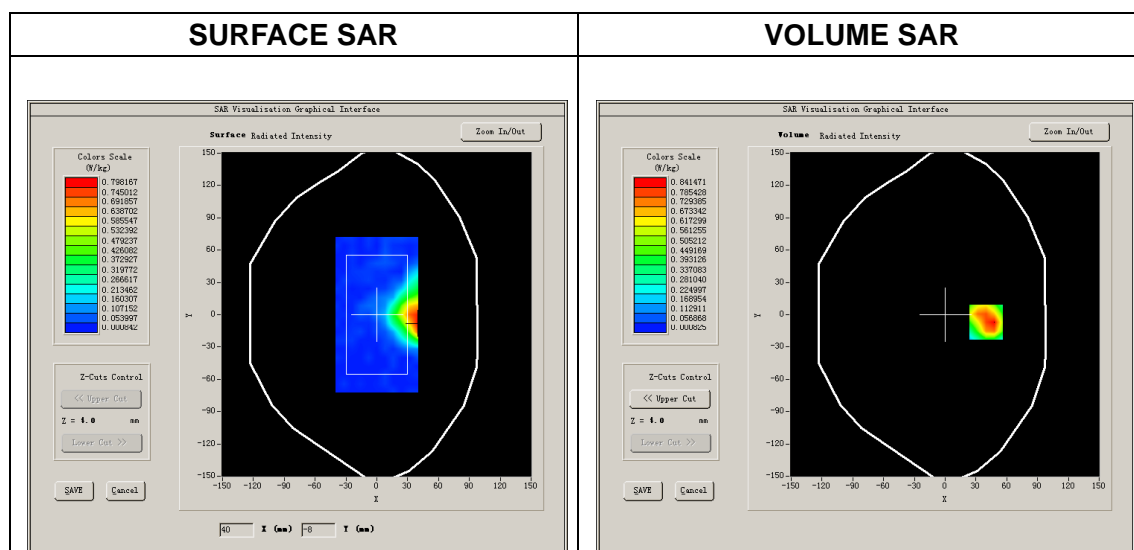 SURFACE SAR
VOLUME SAR
SAR Visualisation Graphical Interface
Surface Radiated Intensity
Zoom In/Out
Colors Scale
(W/kg)
0.798167
0.745012
0.691857
0.638702
0.585547
0.532392
0.479237
0.426082
0.372927
0.319772
0.266617
0.213462
0.160307
0.107152
0.053997
0.000842
150
120
90
60
30
0
-30
-60
-90
-120
-150
Y
-150 -120 -90 -60 -30 0 30 60 90 120 150
X
Z-Cuts Control
<< Upper Cut
Z = 4.0 mm
Lower Cut >>
SAVE Cancel
40 X (mm) -8 Y (mm)
SAR Visualisation Graphical Interface
Volume Radiated Intensity
Zoom In/Out
Colors Scale
(W/kg)
0.841471
0.785428
0.729385
0.673342
0.617299
0.561255
0.505212
0.449169
0.393126
0.337083
0.281040
0.224997
0.168954
0.112911
0.056868
0.000825
150
120
90
60
30
0
-30
-60
-90
-120
-150
Y
-150 -120 -90 -60 -30 0 30 60 90 120 150
X
Z-Cuts Control
<< Upper Cut
Z = 4.0 mm
Lower Cut >>
SAVE Cancel